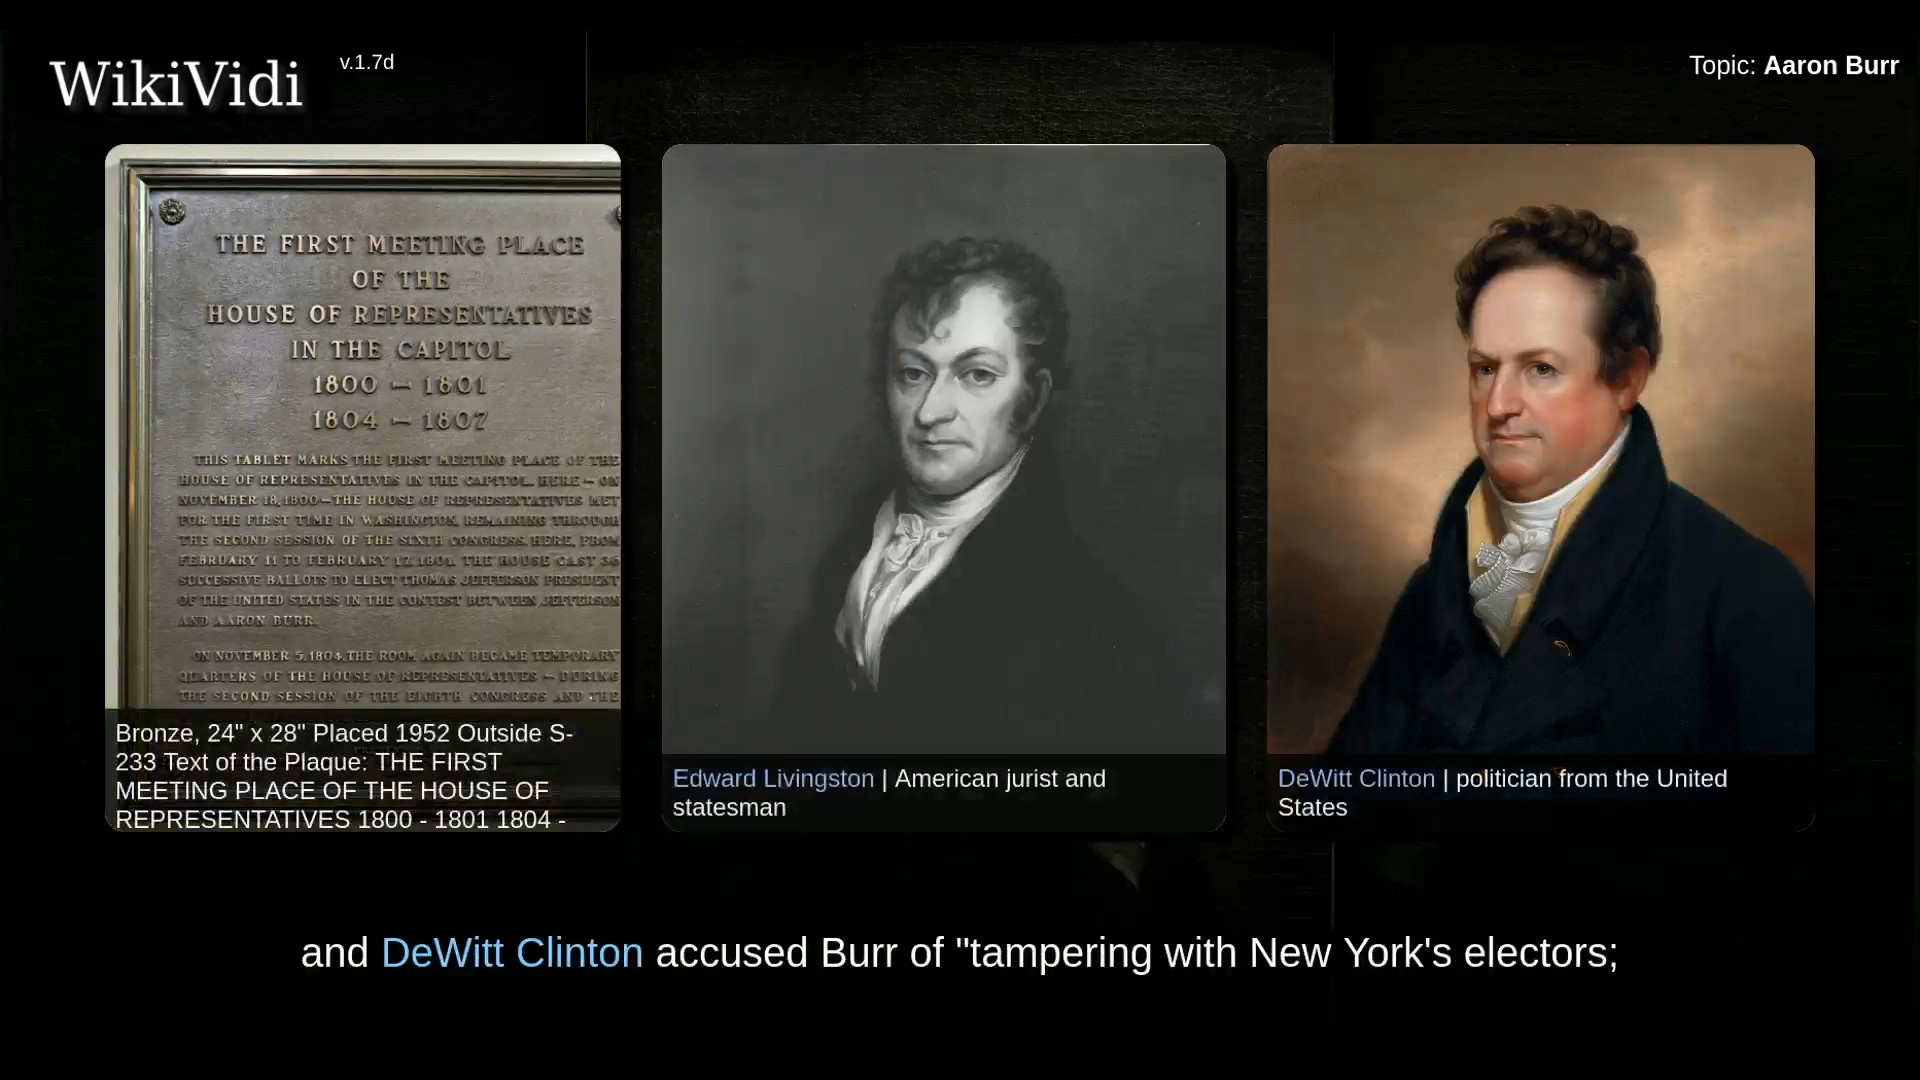 WikiVidi
v.1.7d
Topic: Aaron Burr
THE FIRST MEETING PLACE
OF THE
HOUSE OF REPRESENTATIVES
IN THE CAPITOL
1800 — 1801
1804 — 1807
THIS TABLET MARKS THE FIRST MEETING PLACE OF THE
HOUSE OF REPRESENTATIVES IN THE CAPITOL. HERE — ON
NOVEMBER 18, 1800 — THE HOUSE OF REPRESENTATIVES MET
FOR THE FIRST TIME IN WASHINGTON, REMAINING THROUGH
THE SECOND SESSION OF THE SIXTH CONGRESS. HERE, FROM
FEBRUARY 11 TO FEBRUARY 17, 1801, THE HOUSE CAST 36
SUCCESSIVE BALLOTS TO ELECT THOMAS JEFFERSON PRESIDENT
OF THE UNITED STATES IN THE CONTEST BETWEEN JEFFERSON
AND AARON BURR.
ON NOVEMBER 5, 1804, THE ROOM AGAIN BECAME TEMPORARY
QUARTERS OF THE HOUSE OF REPRESENTATIVES — DURING
THE SECOND SESSION OF THE EIGHTH CONGRESS AND THE
Bronze, 24" x 28" Placed 1952 Outside S-
233 Text of the Plaque: THE FIRST
MEETING PLACE OF THE HOUSE OF
REPRESENTATIVES 1800 - 1801 1804 -
Edward Livingston | American jurist and
statesman
DeWitt Clinton | politician from the United
States
and DeWitt Clinton accused Burr of "tampering with New York's electors;